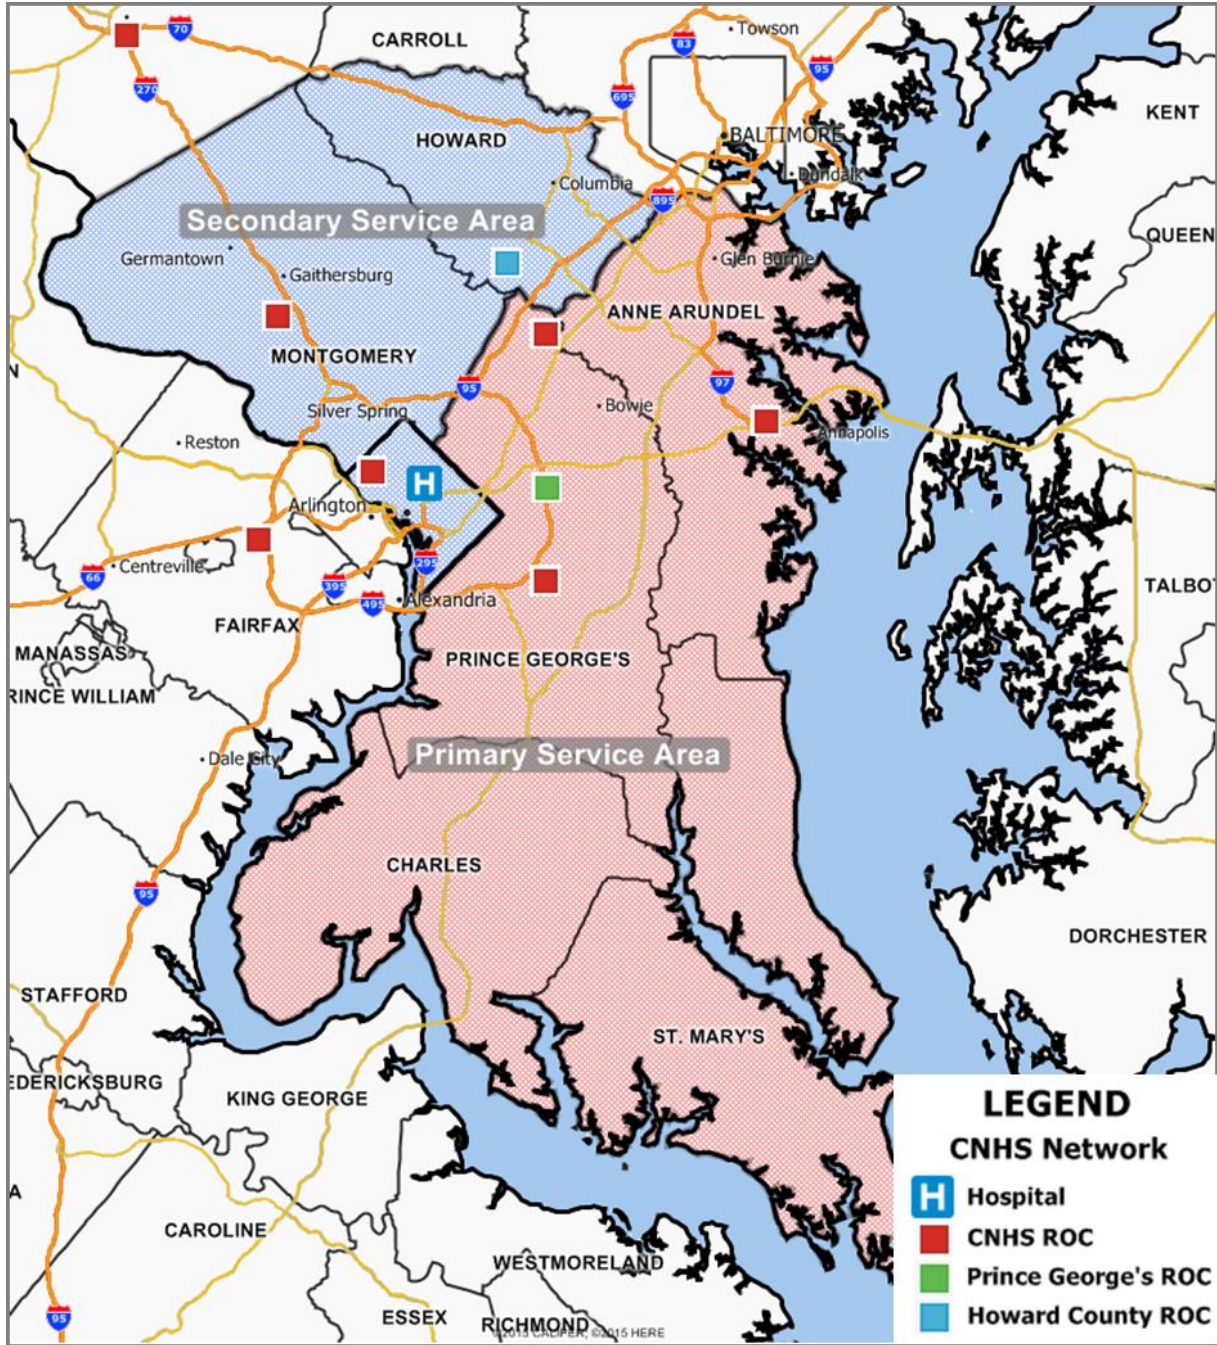 CARROLL
70
83
Towson
95
270
695
KENT
HOWARD
BALTIMORE
Dundalk
Columbia
895
Secondary Service Area
QUEEN
Germantown
Gaithersburg
Glen Burnie
ANNE ARUNDEL
MONTGOMERY
N
95
97
Silver Spring
Bowie
Reston
Annapolis
H
Arlington
295
Centreville
66
395
495
Alexandria
TALBO
FAIRFAX
MANASSAS
PRINCE GEORGE'S
RINCE WILLIAM
Primary Service Area
Dale City
CHARLES
95
DORCHESTER
STAFFORD
ST. MARY'S
EDERICKSBURG
KING GEORGE
A
CAROLINE
WESTMORELAND
95
ESSEX
RICHMOND
©2015 CALIPER, ©2015 HERE
LEGEND
CNHS Network
H Hospital
CNHS ROC
Prince George's ROC
Howard County ROC